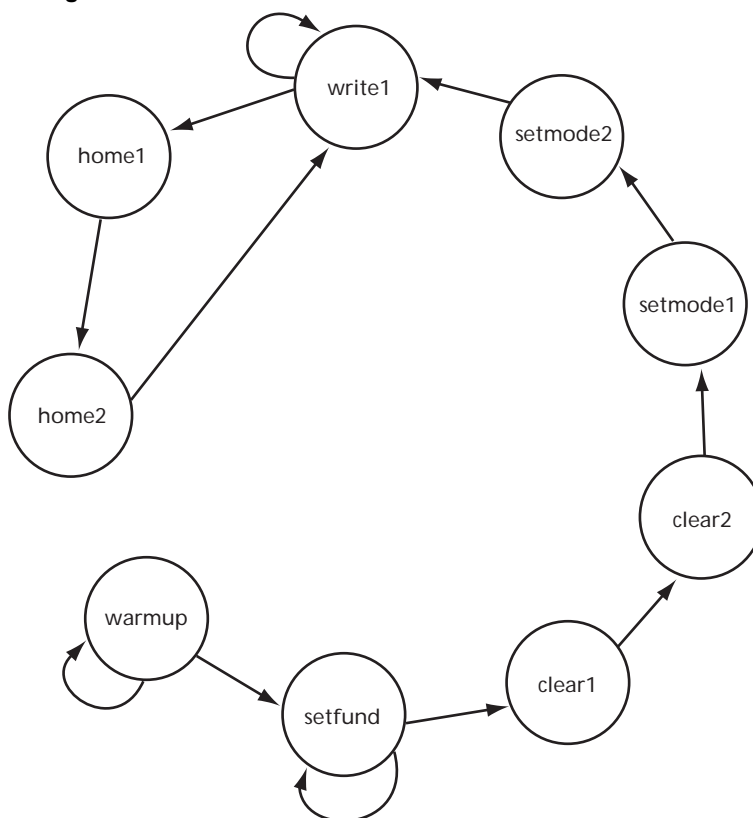 write1
setmode2
home1
setmode1
home2
clear2
warmup
clear1
setfund